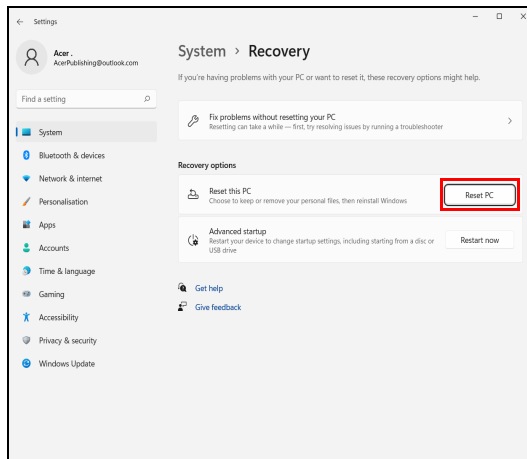 Settings
Acer .
AcerPublishing@outlook.com
Find a setting
System
Bluetooth & devices
Network & internet
Personalisation
Apps
Accounts
Time & language
Gaming
Accessibility
Privacy & security
Windows Update
System > Recovery
If you're having problems with your PC or want to reset it, these recovery options might help.
Fix problems without resetting your PC
Resetting can take a while — first, try resolving issues by running a troubleshooter
Recovery options
Reset this PC
Choose to keep or remove your personal files, then reinstall Windows
Reset PC
Advanced startup
Restart your device to change startup settings, including starting from a disc or
USB drive
Restart now
Get help
Give feedback